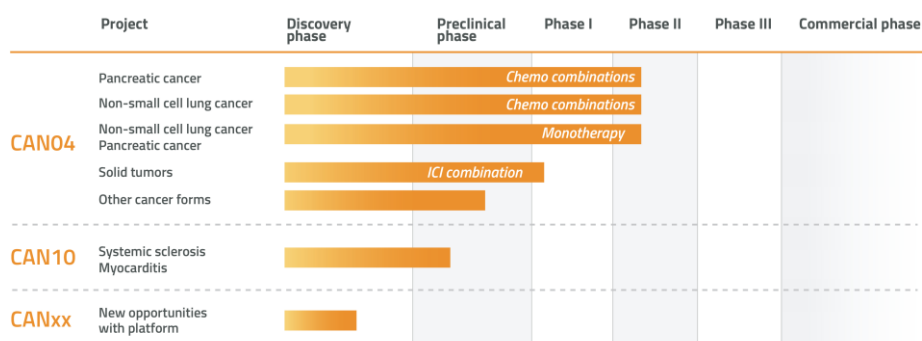 Project
Discovery
phase
Preclinical
phase
Phase I
Phase II
Phase III
Commercial phase
CAN04
Pancreatic cancer
Chemo combinations
Non-small cell lung cancer
Chemo combinations
Non-small cell lung cancer
Pancreatic cancer
Monotherapy
Solid tumors
ICI combination
Other cancer forms
CAN10
Systemic sclerosis
Myocarditis
CANxx
New opportunities
with platform